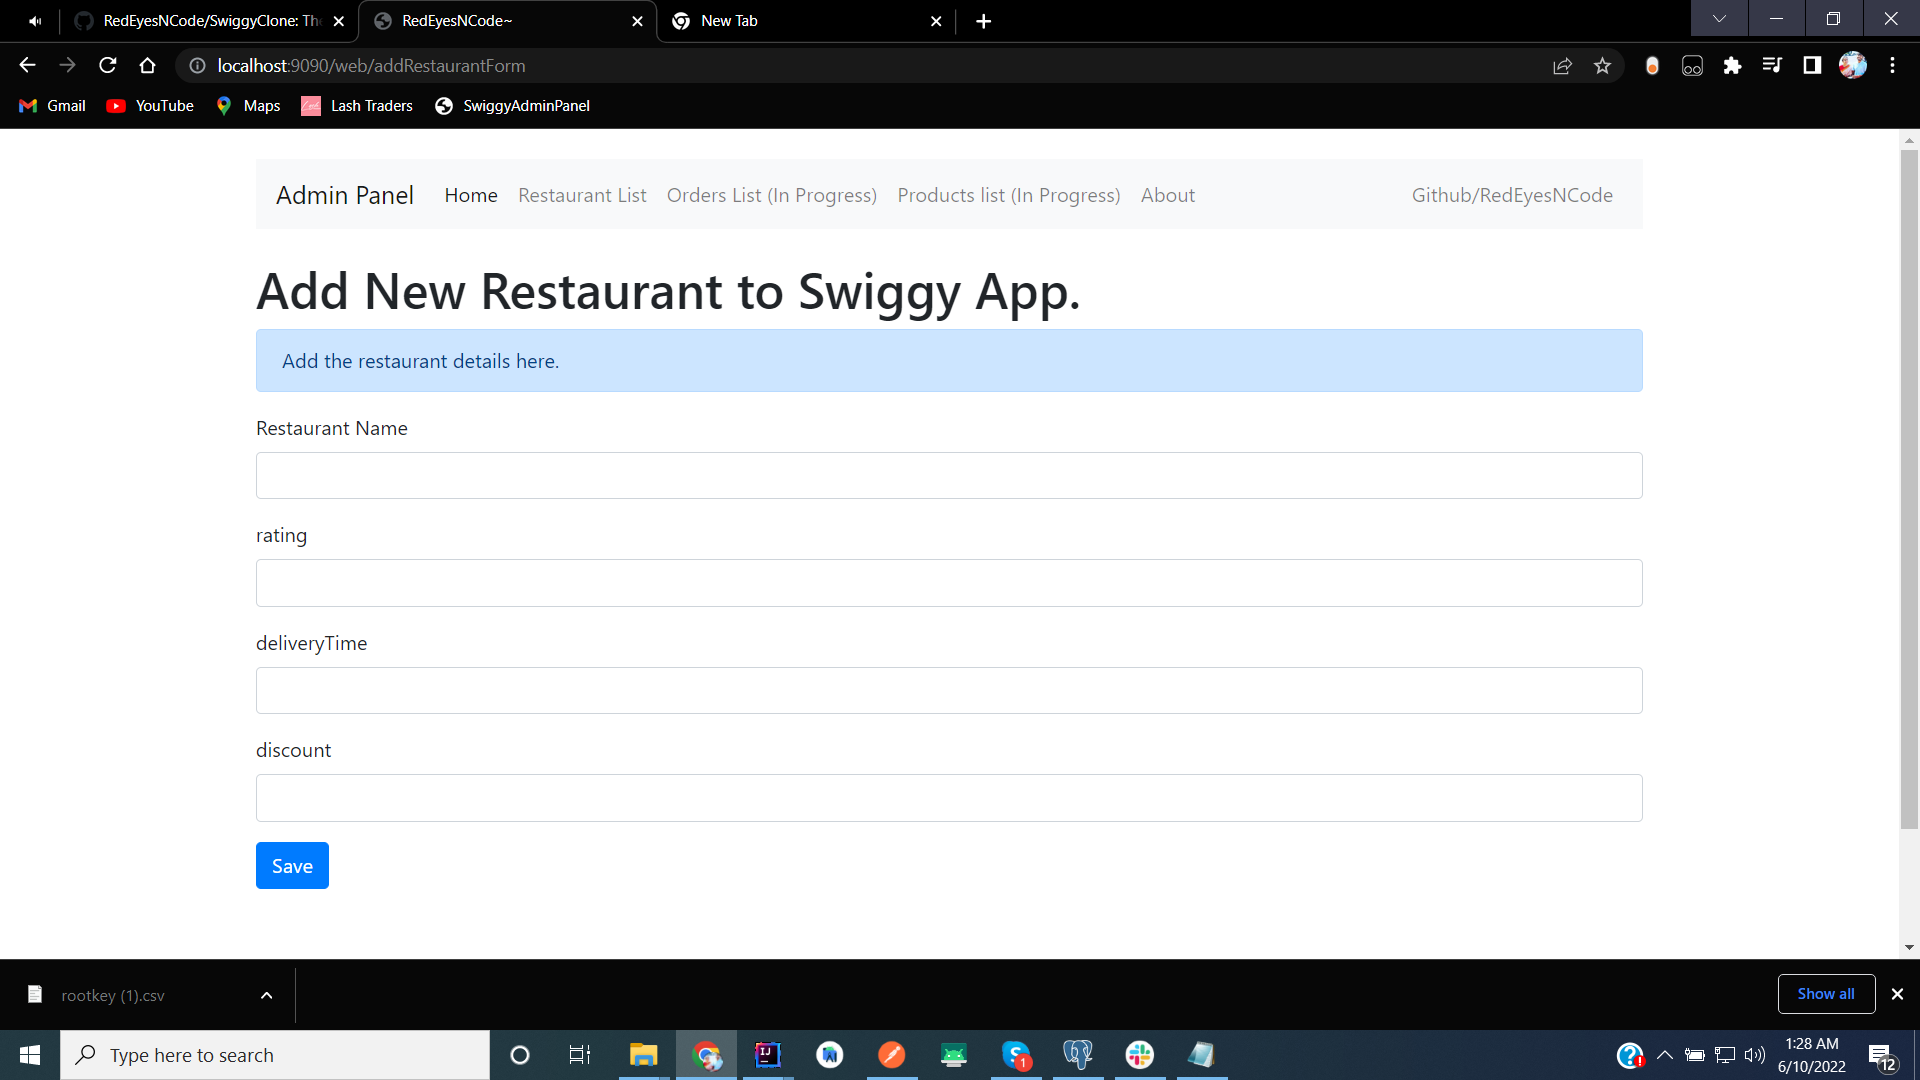 RedEyesNCode/SwiggyClone: The
RedEyesNCode~
New Tab
localhost:9090/web/addRestaurantForm
Gmail
YouTube
Maps
Lash Traders
SwiggyAdminPanel
Admin Panel
Home
Restaurant List
Orders List (In Progress)
Products list (In Progress)
About
Github/RedEyesNCode
Add New Restaurant to Swiggy App.
Add the restaurant details here.
Restaurant Name
rating
deliveryTime
discount
Save
rootkey (1).csv
Show all
Type here to search
IJ
1
1:28 AM
6/10/2022
12